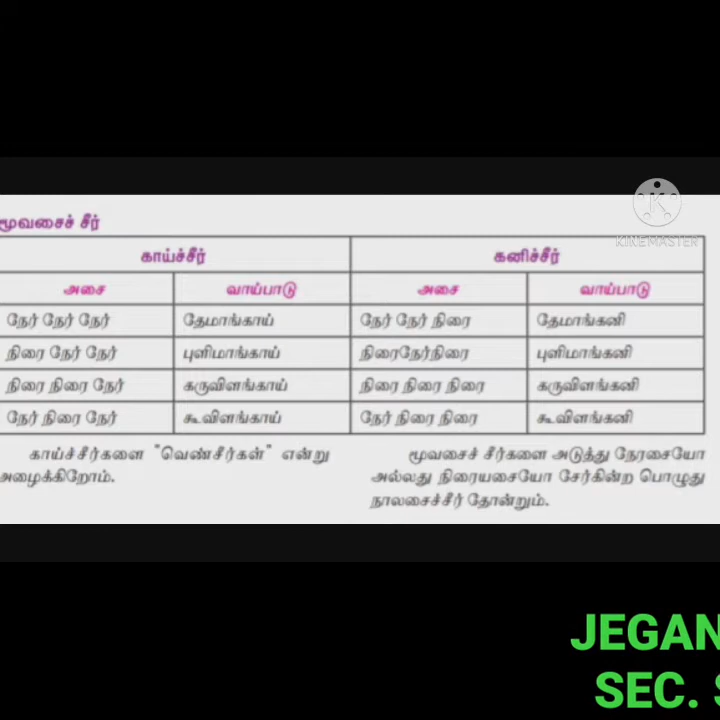 மூவசைச் சீர்
காய்ச்சீர் கனிச்சீர்
அசை வாய்பாடு அசை வாய்பாடு
நேர் நேர் நேர் தேமாங்காய் நேர் நேர் நிரை தேமாங்கனி
நிரை நேர் நேர் புளிமாங்காய் நிரைநேர்நிரை புளிமாங்கனி
நிரை நிரை நேர் கருவிளங்காய் நிரை நிரை நிரை கருவிளங்கனி
நேர் நிரை நேர் கூவிளங்காய் நேர் நிரை நிரை கூவிளங்கனி
காய்ச்சீர்களை "வெண்சீர்கள்" என்று
அழைக்கிறோம்.
மூவசைச் சீர்களை அடுத்து நேரசையோ
அல்லது நிரையசையோ சேர்கின்ற பொழுது
நாலசைச்சீர் தோன்றும்.
K
KINEMASTER
JEGAN
SEC. S